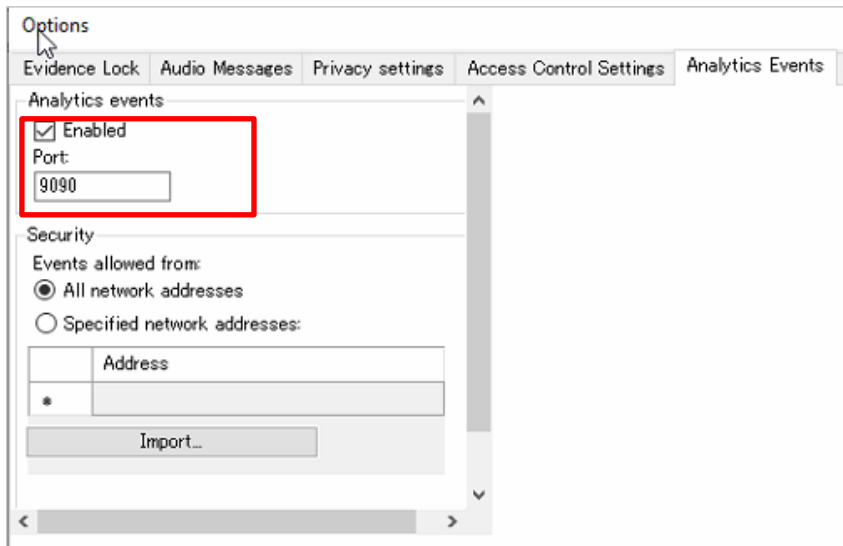 Options
Evidence Lock Audio Messages Privacy settings Access Control Settings Analytics Events
Analytics events
Enabled
Port:
9090
Security
Events allowed from:
All network addresses
Specified network addresses:
Address
*
Import...